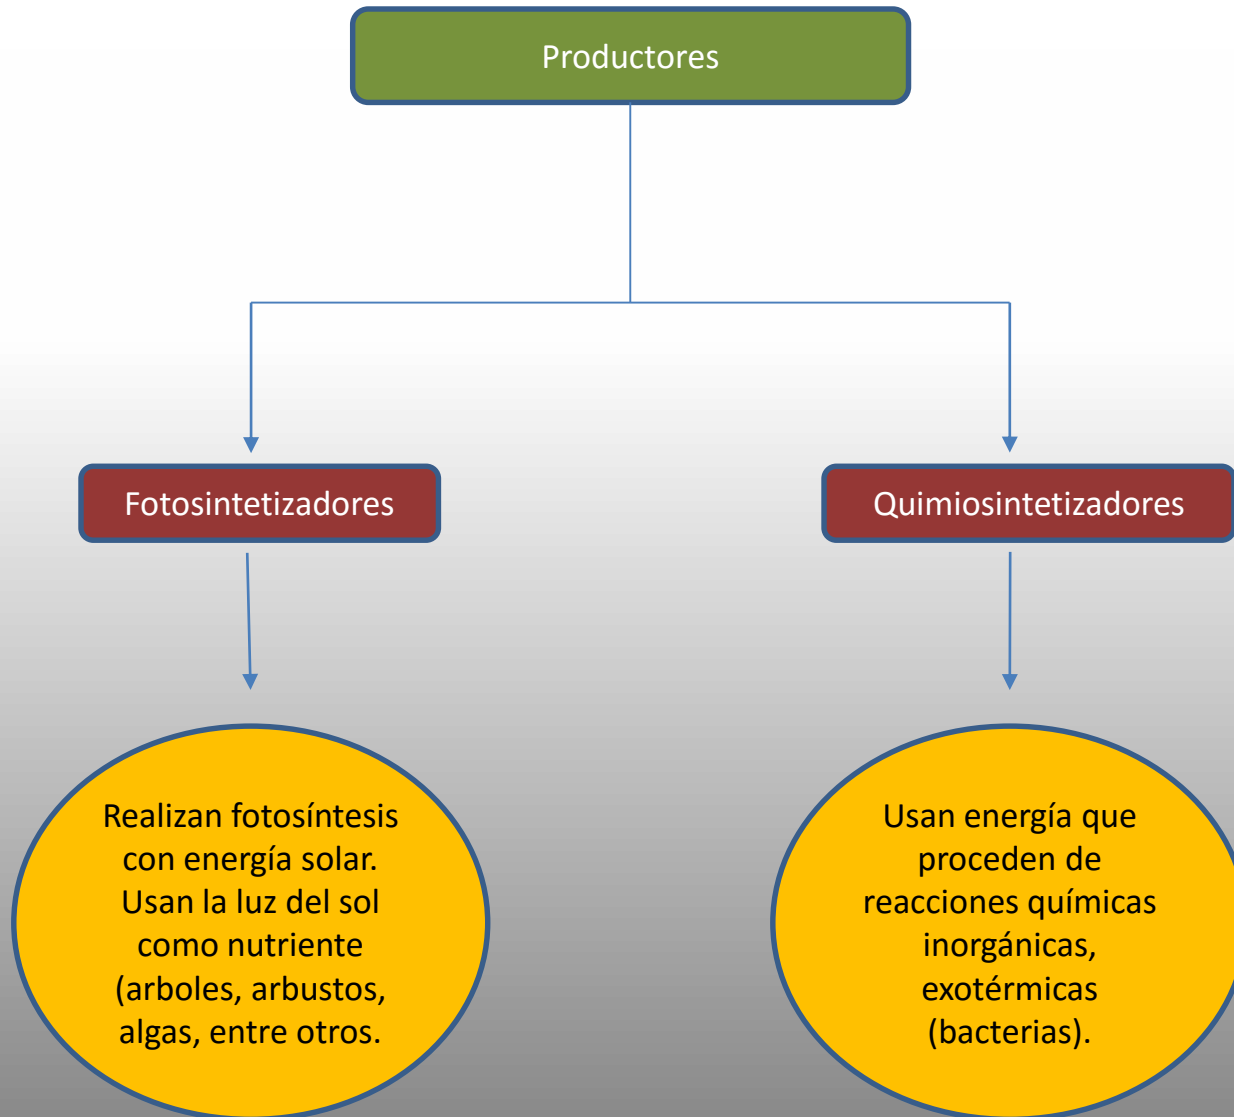 Productores
Fotosintetizadores
Quimiosintetizadores
Realizan fotosíntesis
con energía solar.
Usan la luz del sol
como nutriente
(arboles, arbustos,
algas, entre otros.
Usan energía que
proceden de
reacciones químicas
inorgánicas,
exotérmicas
(bacterias).